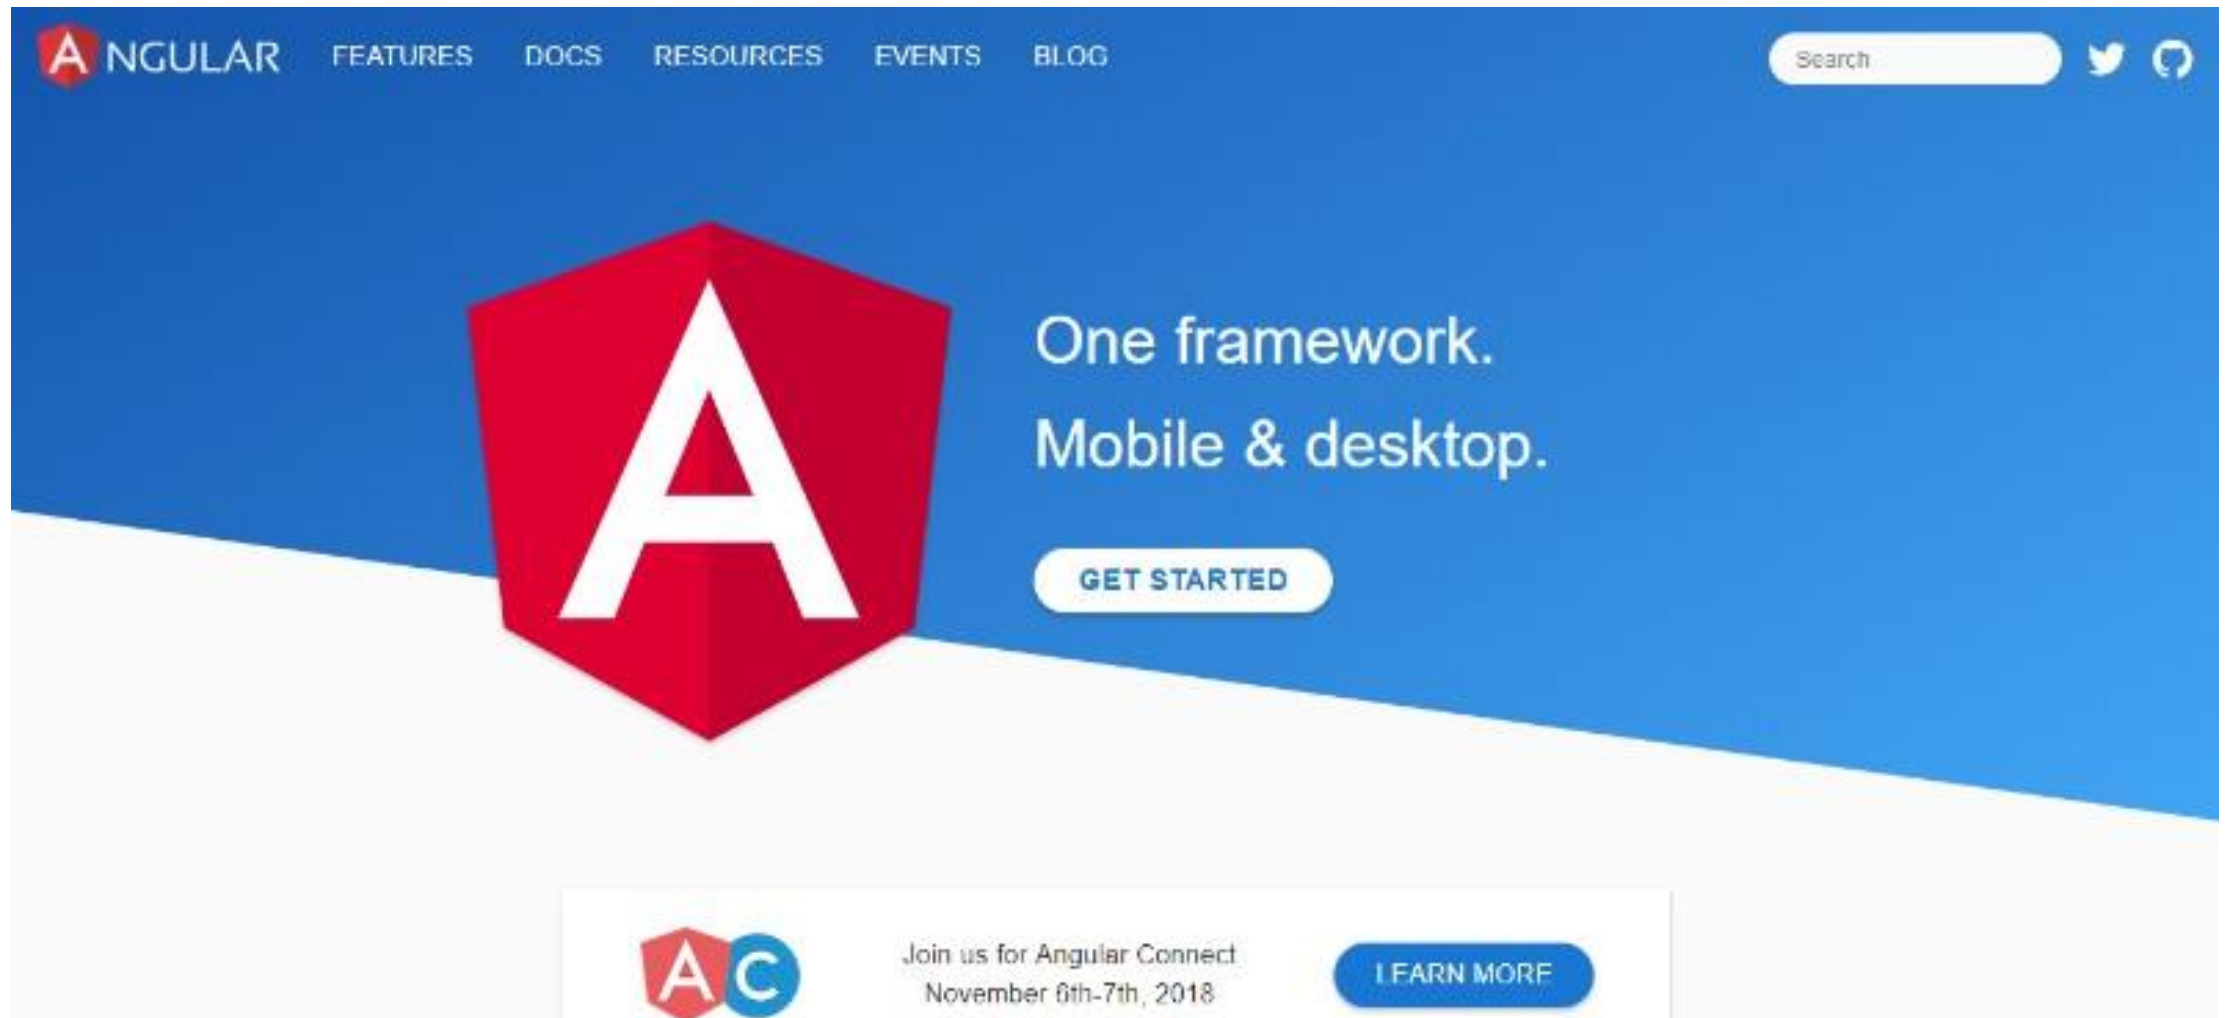 ANGULAR FEATURES DOCS RESOURCES EVENTS BLOG Search
A
One framework.
Mobile & desktop.
GET STARTED
AC
Join us for Angular Connect
November 6th-7th, 2018
LEARN MORE